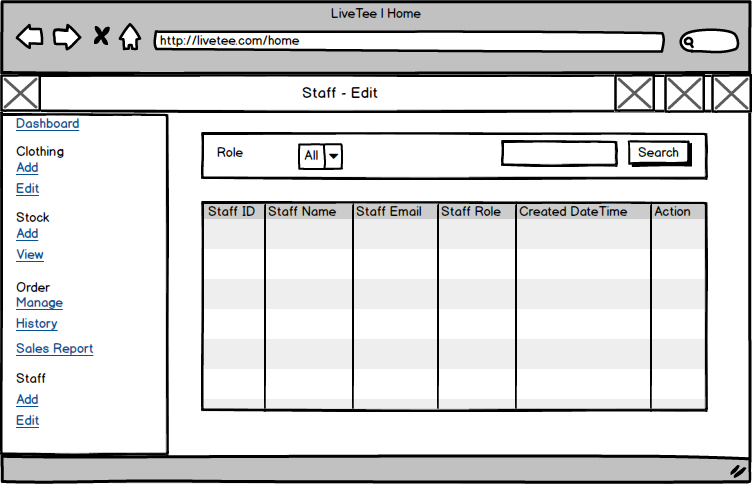 LiveTee | Home
http://livetee.com/home
Staff - Edit
Dashboard
Clothing
Add
Edit
Stock
Add
View
Order
Manage
History
Sales Report
Staff
Add
Edit
Role All Search
Staff ID Staff Name Staff Email Staff Role Created DateTime Action